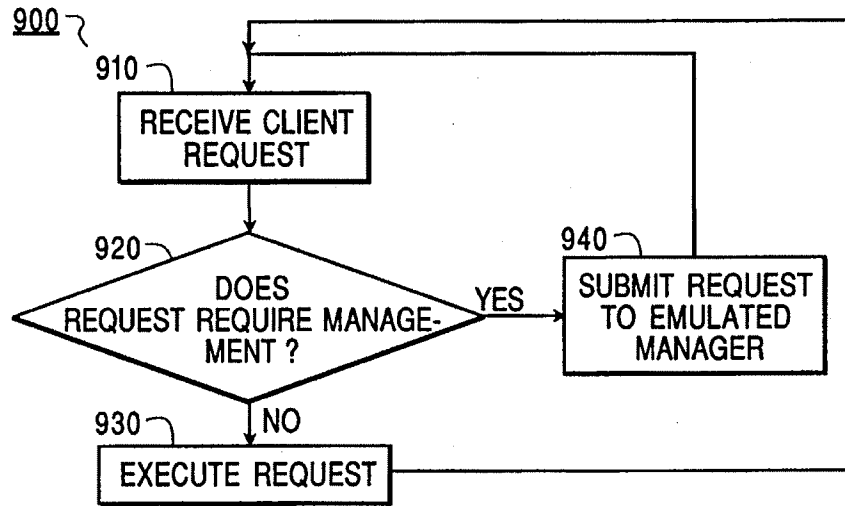 900
910
RECEIVE CLIENT
REQUEST
920
DOES
REQUEST REQUIRE MANAGE-
MENT ?
YES
940
SUBMIT REQUEST
TO EMULATED
MANAGER
NO
930
EXECUTE REQUEST